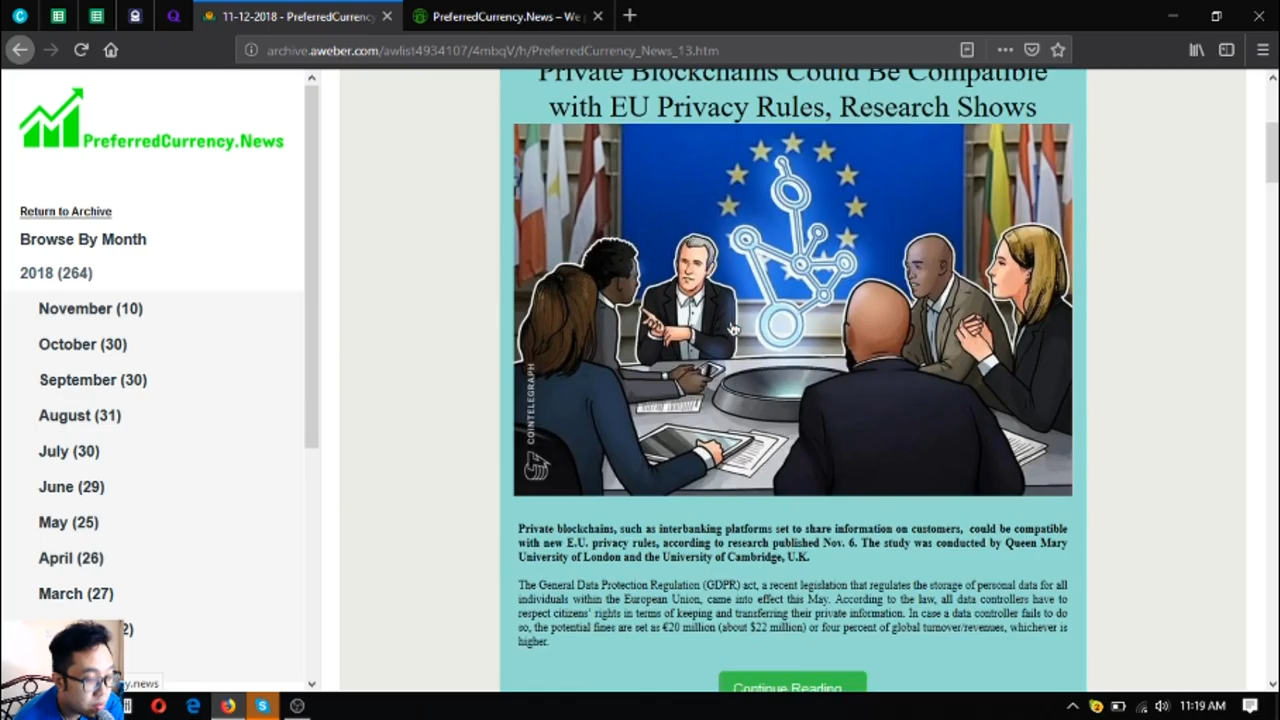 11-12-2018 - PreferredCurrency
PreferredCurrency.News – We
archive.aweber.com/awlist4934107/4mbqV/h/PreferredCurrency_News_13.htm
PreferredCurrency.News
Return to Archive
Browse By Month
2018 (264)
November (10)
October (30)
September (30)
August (31)
July (30)
June (29)
May (25)
April (26)
March (27)
2)
y.news
Private Blockchains Could Be Compatible
with EU Privacy Rules, Research Shows
COINTELEGRAPH
Private blockchains, such as interbanking platforms set to share information on customers, could be compatible
with new E.U. privacy rules, according to research published Nov. 6. The study was conducted by Queen Mary
University of London and the University of Cambridge, U.K.
The General Data Protection Regulation (GDPR) act, a recent legislation that regulates the storage of personal data for all
individuals within the European Union, came into effect this May. According to the law, all data controllers have to
respect citizens' rights in terms of keeping and transferring their private information. In case a data controller fails to do
so, the potential fines are set as €20 million (about $22 million) or four percent of global turnover/revenues, whichever is
higher.
Continue Reading
11:19 AM